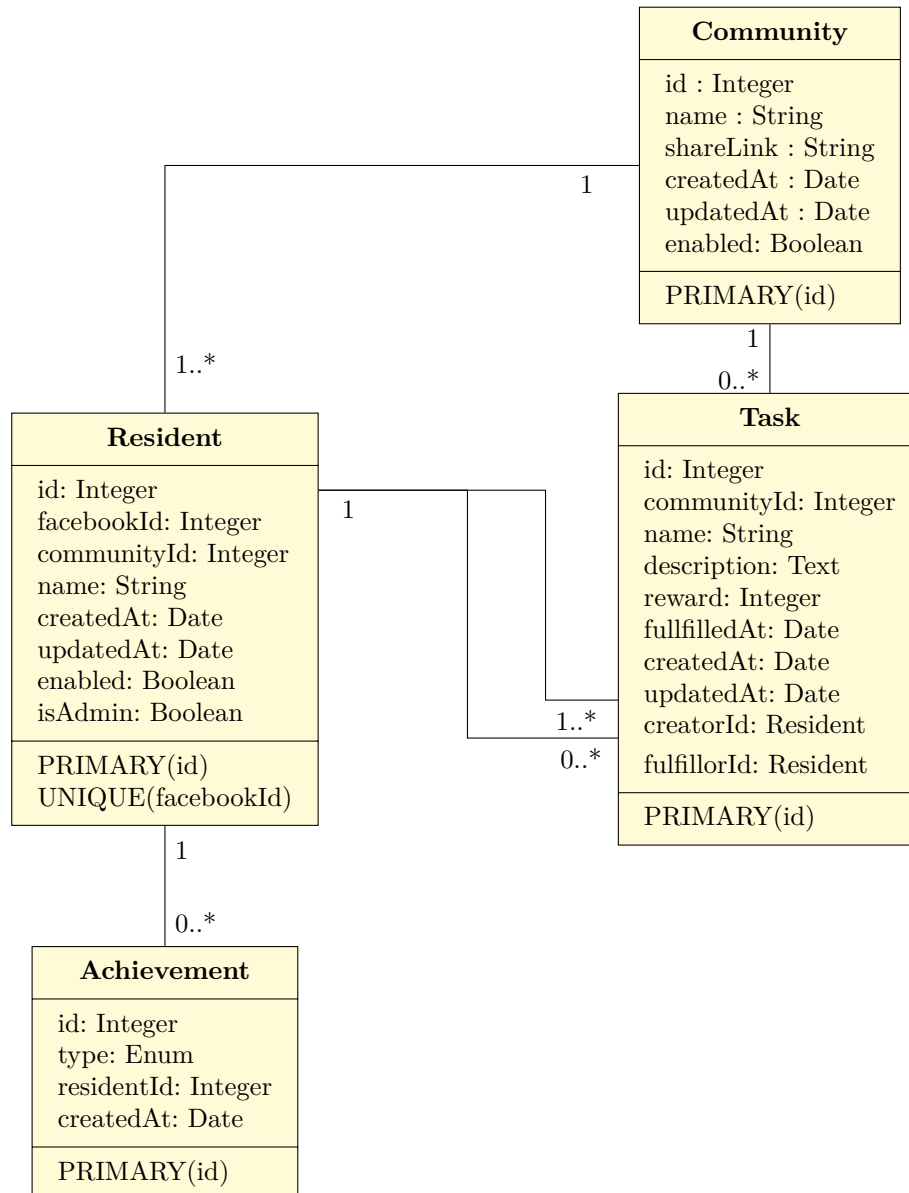 Community
id : Integer
name : String
shareLink : String
createdAt : Date
updatedAt : Date
enabled: Boolean
PRIMARY(id)
1
1..*
1
0..*
Resident
id: Integer
facebookId: Integer
communityId: Integer
name: String
createdAt: Date
updatedAt: Date
enabled: Boolean
isAdmin: Boolean
PRIMARY(id)
UNIQUE(facebookId)
1
1..*
0..*
Task
id: Integer
communityId: Integer
name: String
description: Text
reward: Integer
fullfilledAt: Date
createdAt: Date
updatedAt: Date
creatorId: Resident
fulfillorId: Resident
PRIMARY(id)
1
0..*
Achievement
id: Integer
type: Enum
residentId: Integer
createdAt: Date
PRIMARY(id)